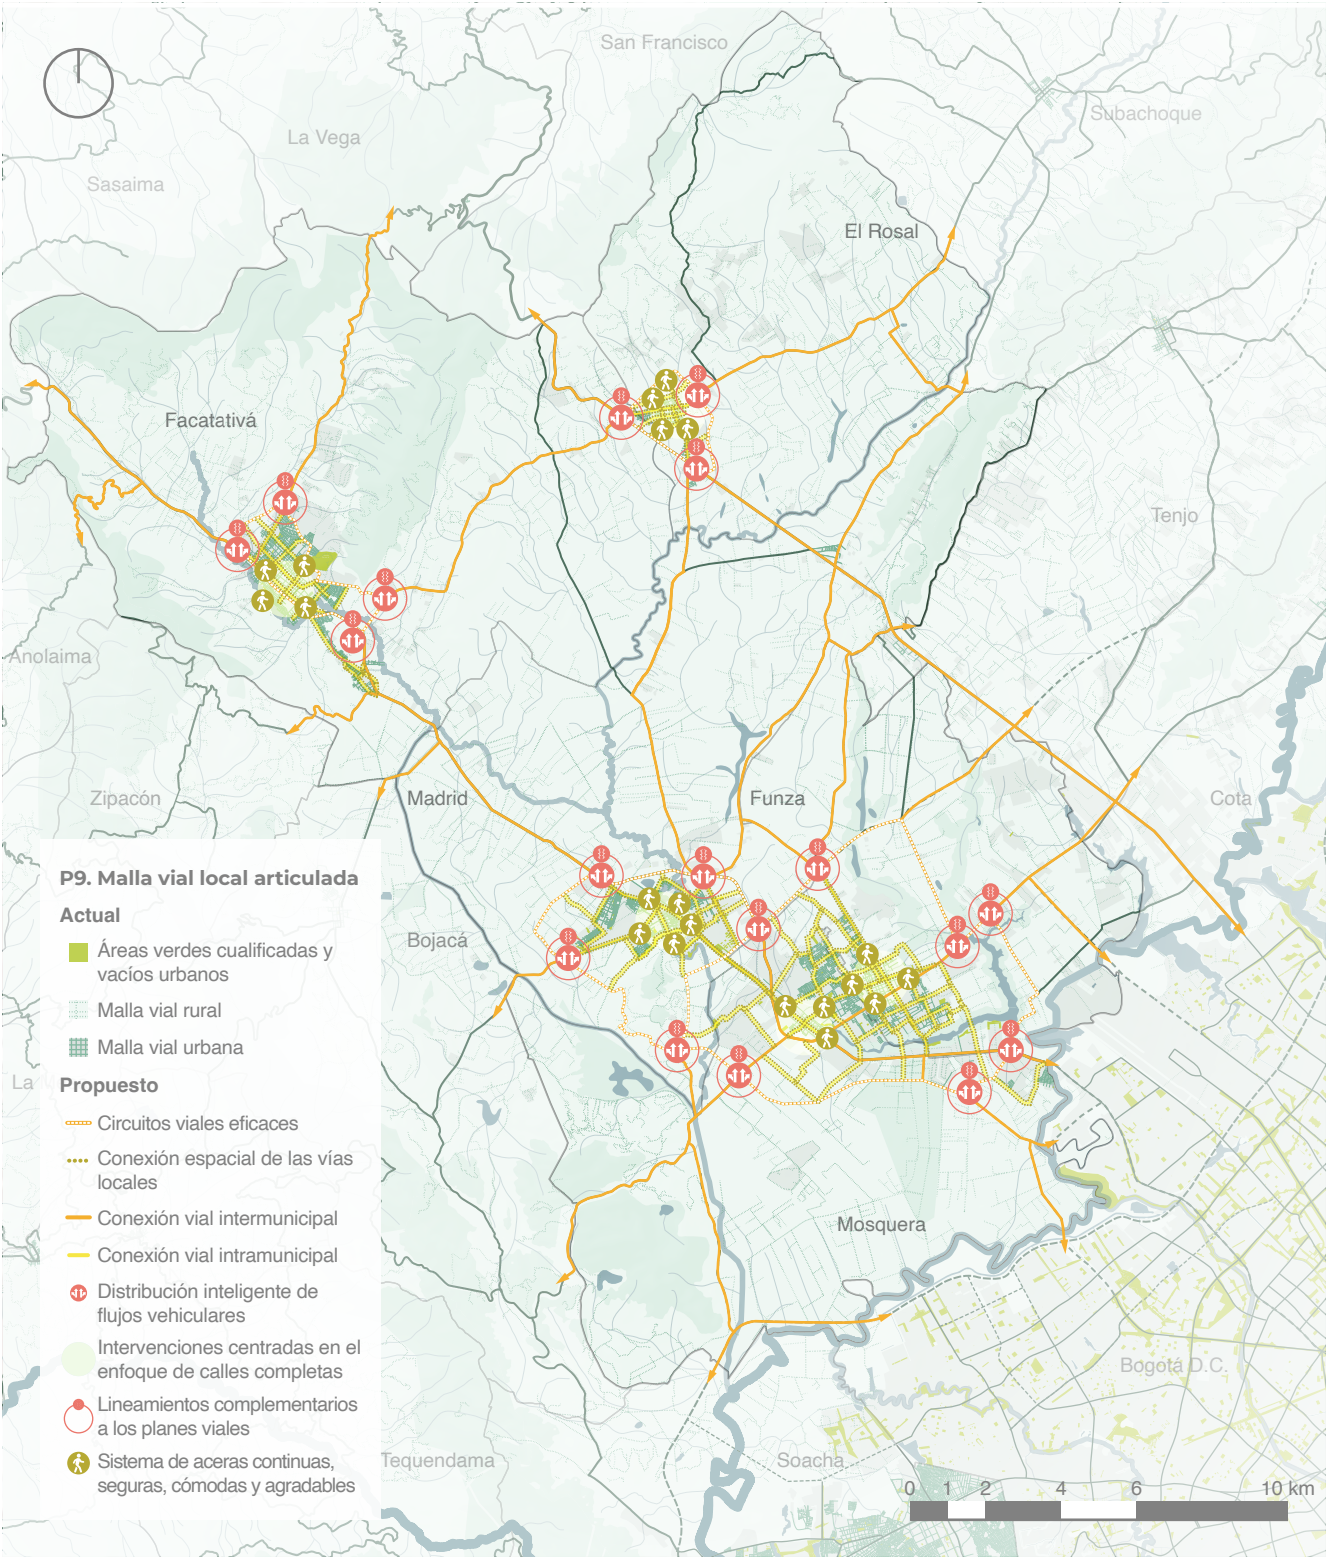 San Francisco
Subachoque
La Vega
Sasaima
El Rosal
Facatativá
Tenjo
Anolaima
Zipacón
Madrid
Funza
Cota
P9. Malla vial local articulada
Actual
Áreas verdes cualificadas y
vacíos urbanos
Malla vial rural
Malla vial urbana
Propuesto
Circuitos viales eficaces
Conexión espacial de las vías
locales
Conexión vial intermunicipal
Conexión vial intramunicipal
Distribución inteligente de
flujos vehiculares
Intervenciones centradas en el
enfoque de calles completas
Lineamientos complementarios
a los planes viales
Sistema de aceras continuas,
seguras, cómodas y agradables
Bojacá
La
Mosquera
Bogotá D.C.
Tequendama
Soacha
0 1 2 4 6 10 km